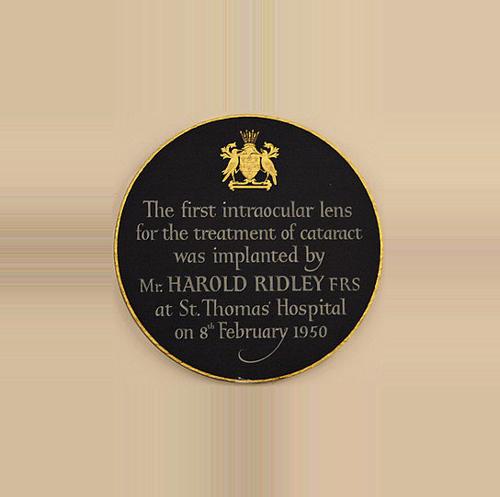 The first intraocular lens
for the treatment of cataract
was implanted by
Mr. HAROLD RIDLEY FRS
at St. Thomas' Hospital
on 8th February 1950